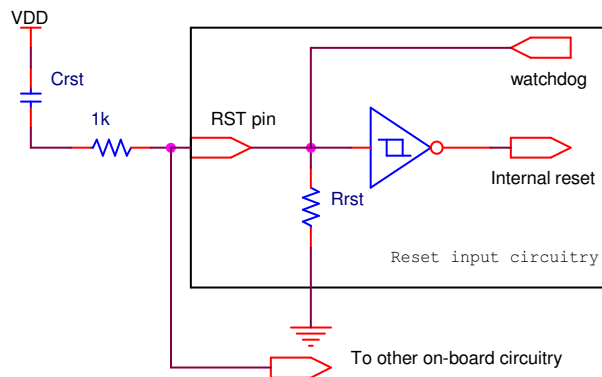 VDD
Crst
1k
RST pin
watchdog
Internal reset
Rrst
Reset input circuitry
To other on-board circuitry